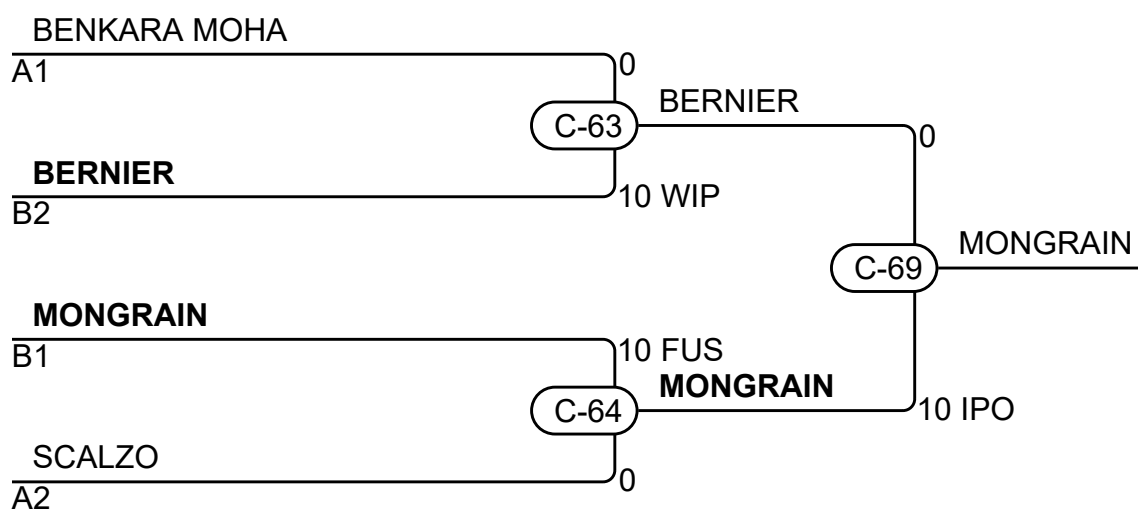 BENKARA MOHA
A1
0
C-63
BERNIER
0
BERNIER
10 WIP
B2
C-69
MONGRAIN
MONGRAIN
B1
10 FUS
MONGRAIN
10 IPO
C-64
SCALZO
0
A2